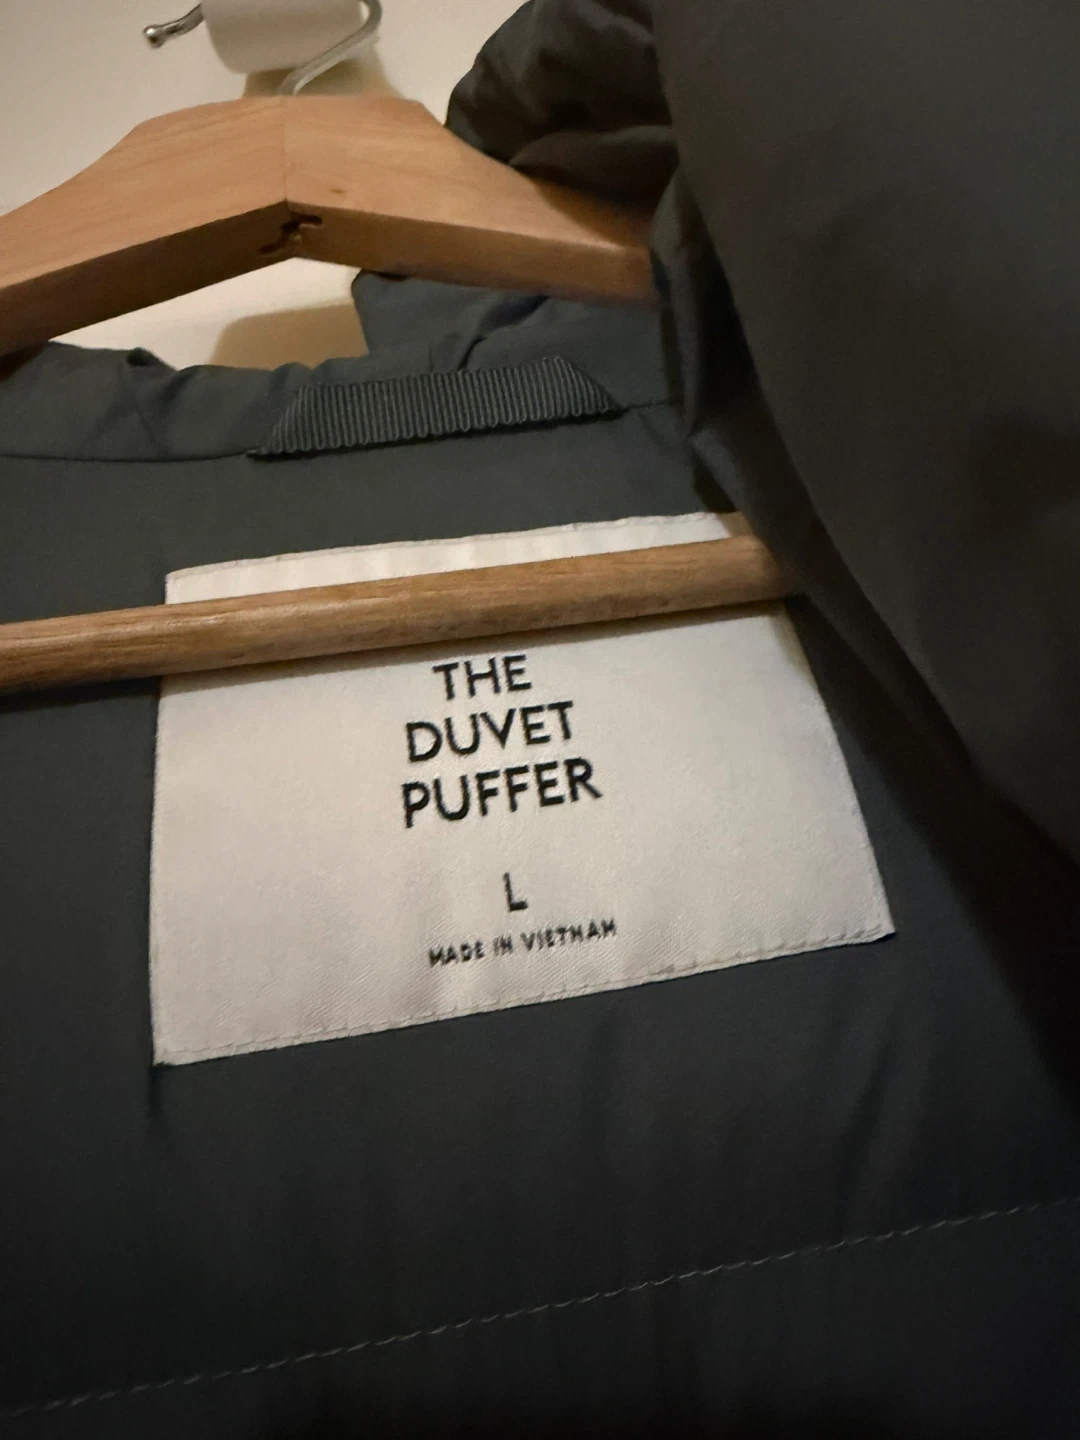 THE
DUVET
PUFFER
L
MADE IN VIETNAM